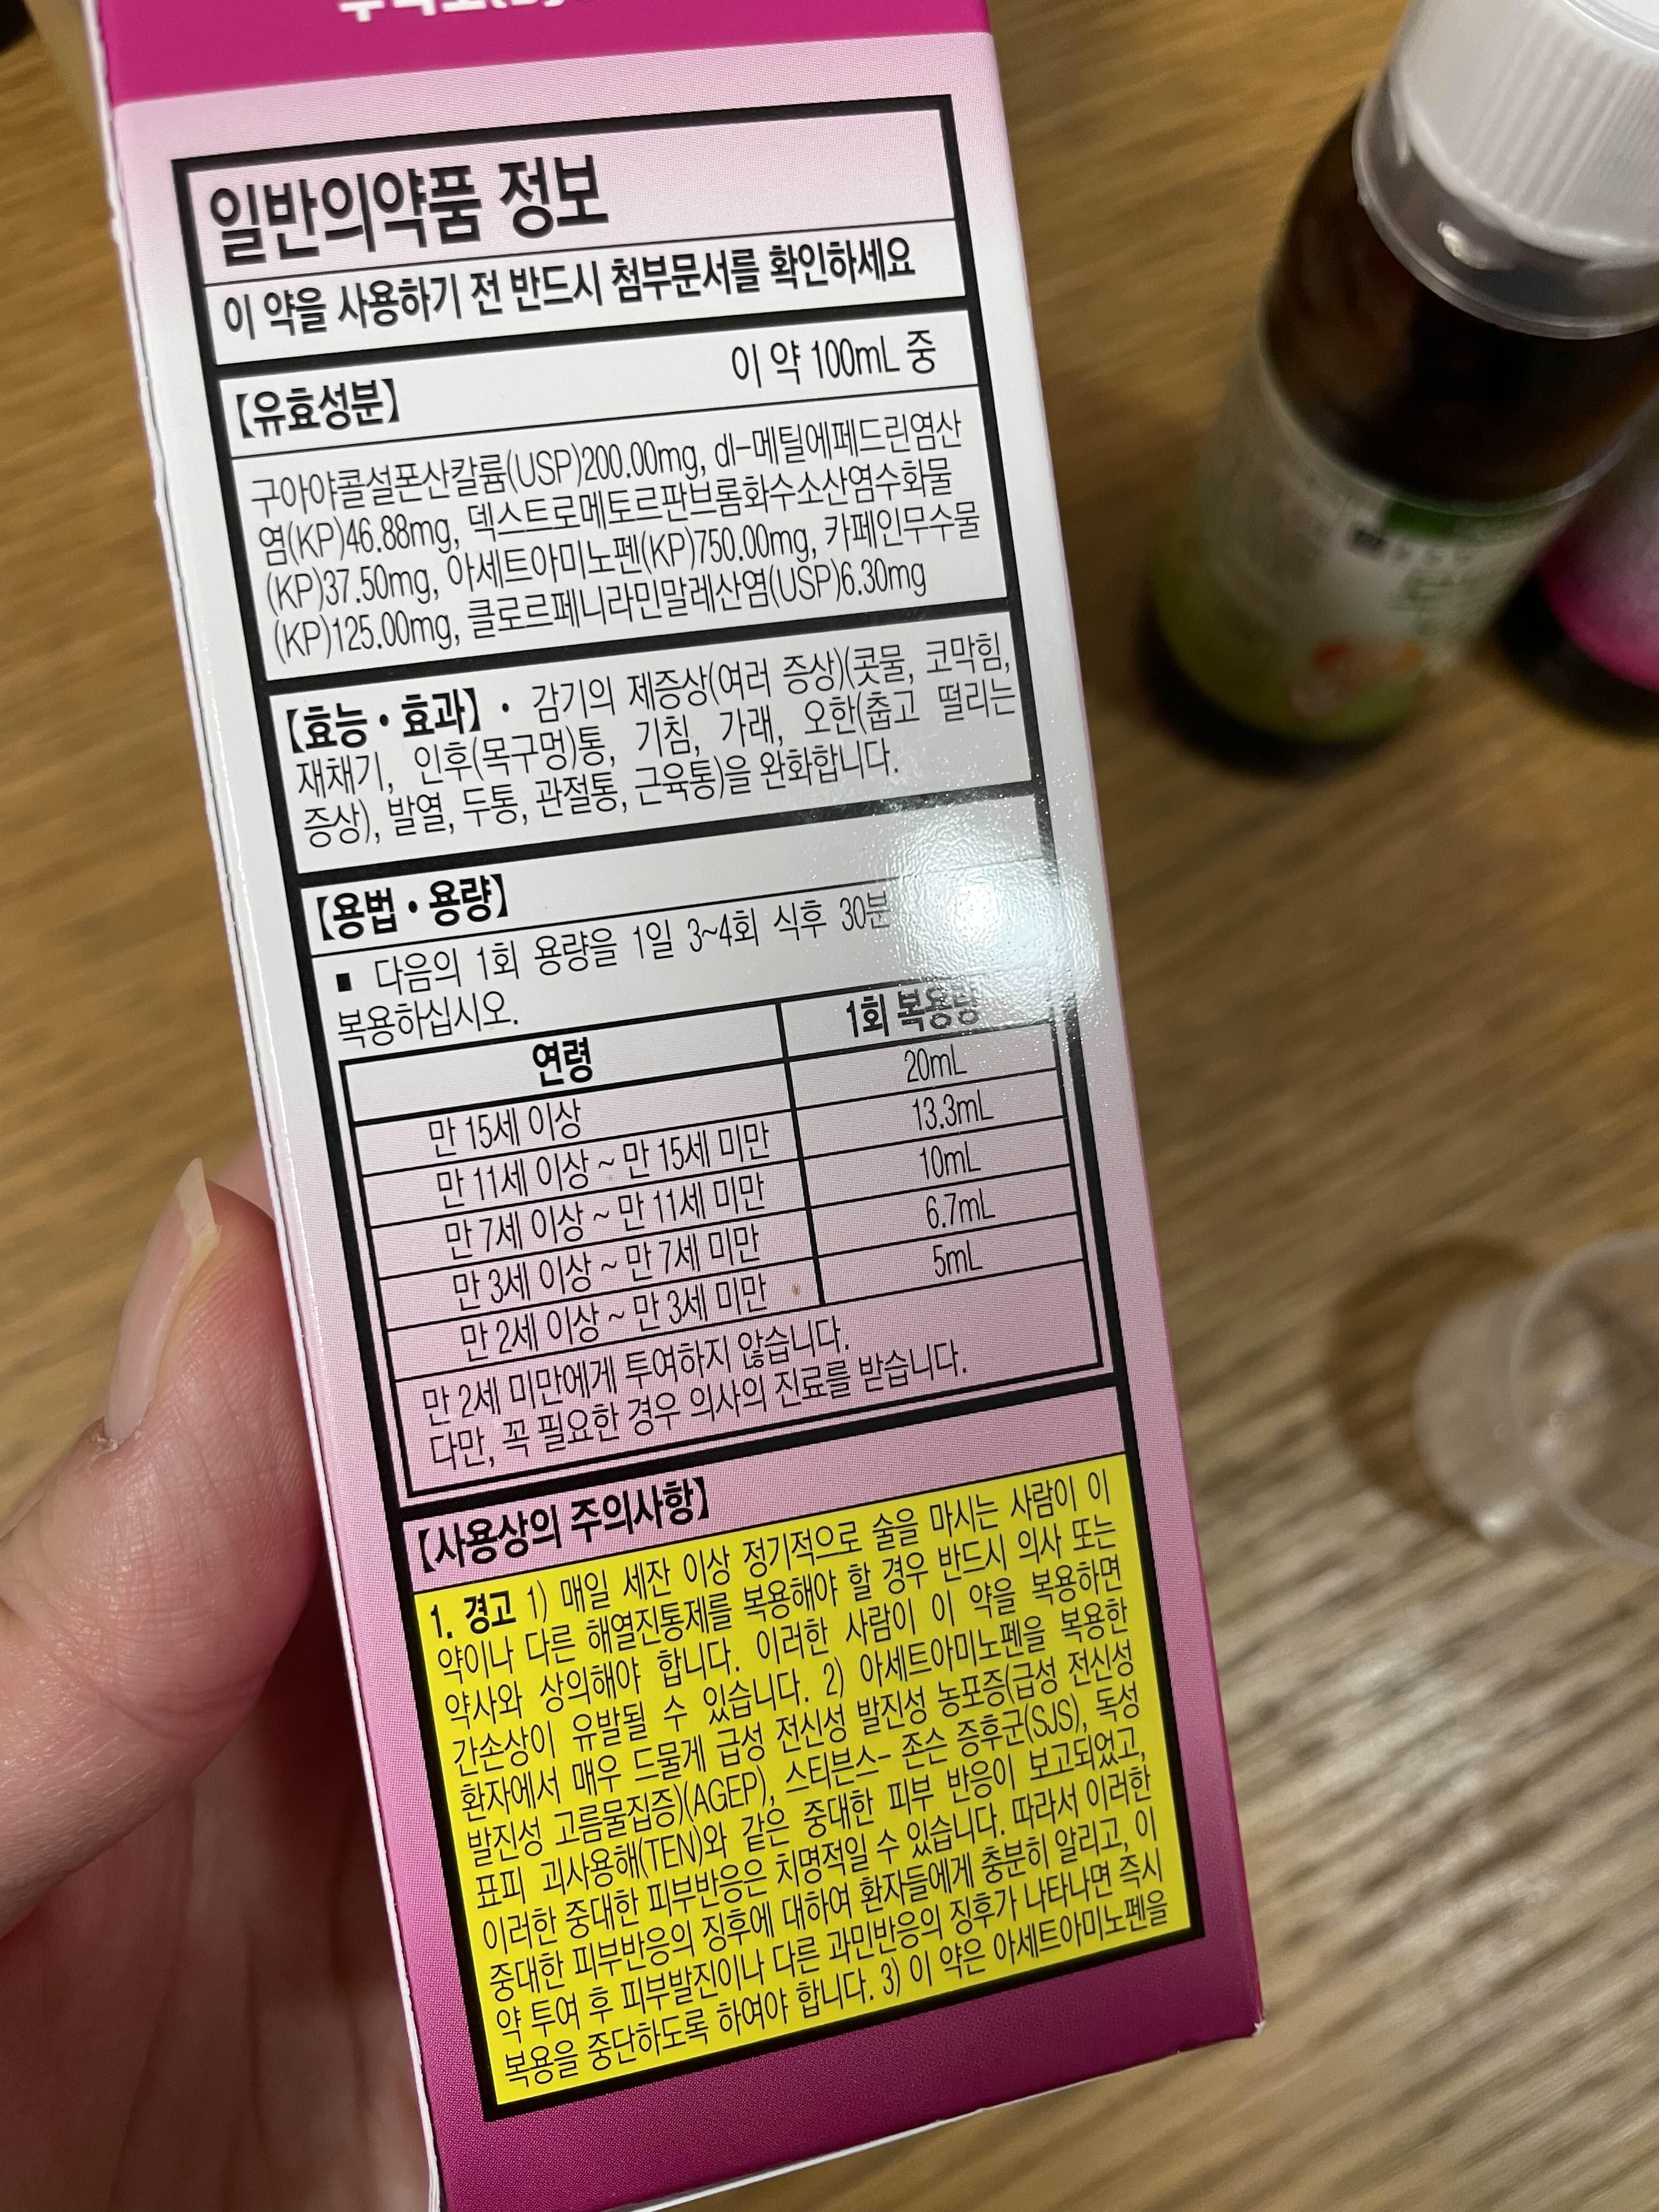 일반의약품 정보
이 약을 사용하기 전 반드시 첨부문서를 확인하세요
【유효성분】 이 약 100mL 중
구아야콜설폰산칼륨(USP)200.00mg, dl-메틸에페드린염산
염(KP)46.88mg, 덱스트로메토르판브롬화수소산염수화물
(KP)37.50mg, 아세트아미노펜(KP)750.00mg, 카페인무수물
(KP)125.00mg, 클로르페니라민말레산염(USP)6.30mg
【효능•효과】 • 감기의 제증상(여러 증상)(콧물, 코막힘,
재채기, 인후(목구멍)통, 기침, 가래, 오한(춥고 떨리는
증상), 발열, 두통, 관절통, 근육통)을 완화합니다.
【용법•용량】
▪ 다음의 1회 용량을 1일 3~4회 식후 30분
복용하십시오.
연령 1회 복용량
만 15세 이상 20mL
만 11세 이상 ~ 만 15세 미만 13.3mL
만 7세 이상 ~ 만 11세 미만 10mL
만 3세 이상 ~ 만 7세 미만 6.7mL
만 2세 이상 ~ 만 3세 미만 5mL
만 2세 미만에게 투여하지 않습니다.
다만, 꼭 필요한 경우 의사의 진료를 받습니다.
【사용상의 주의사항】
1. 경고 1) 매일 세잔 이상 정기적으로 술을 마시는 사람이 이
약이나 다른 해열진통제를 복용해야 할 경우 반드시 의사 또는
약사와 상의해야 합니다. 이러한 사람이 이 약을 복용하면
간손상이 유발될 수 있습니다. 2) 아세트아미노펜을 복용한
환자에서 매우 드물게 급성 전신성 발진성 농포증(급성 전신성
발진성 고름물집증)(AGEP), 스티븐스- 존슨 증후군(SJS), 독성
표피 괴사용해(TEN)와 같은 중대한 피부 반응이 보고되었고,
이러한 중대한 피부반응은 치명적일 수 있습니다. 따라서 이러한
중대한 피부반응의 징후에 대하여 환자들에게 충분히 알리고, 이
약 투여 후 피부발진이나 다른 과민반응의 징후가 나타나면 즉시
복용을 중단하도록 하여야 합니다. 3) 이 약은 아세트아미노펜을